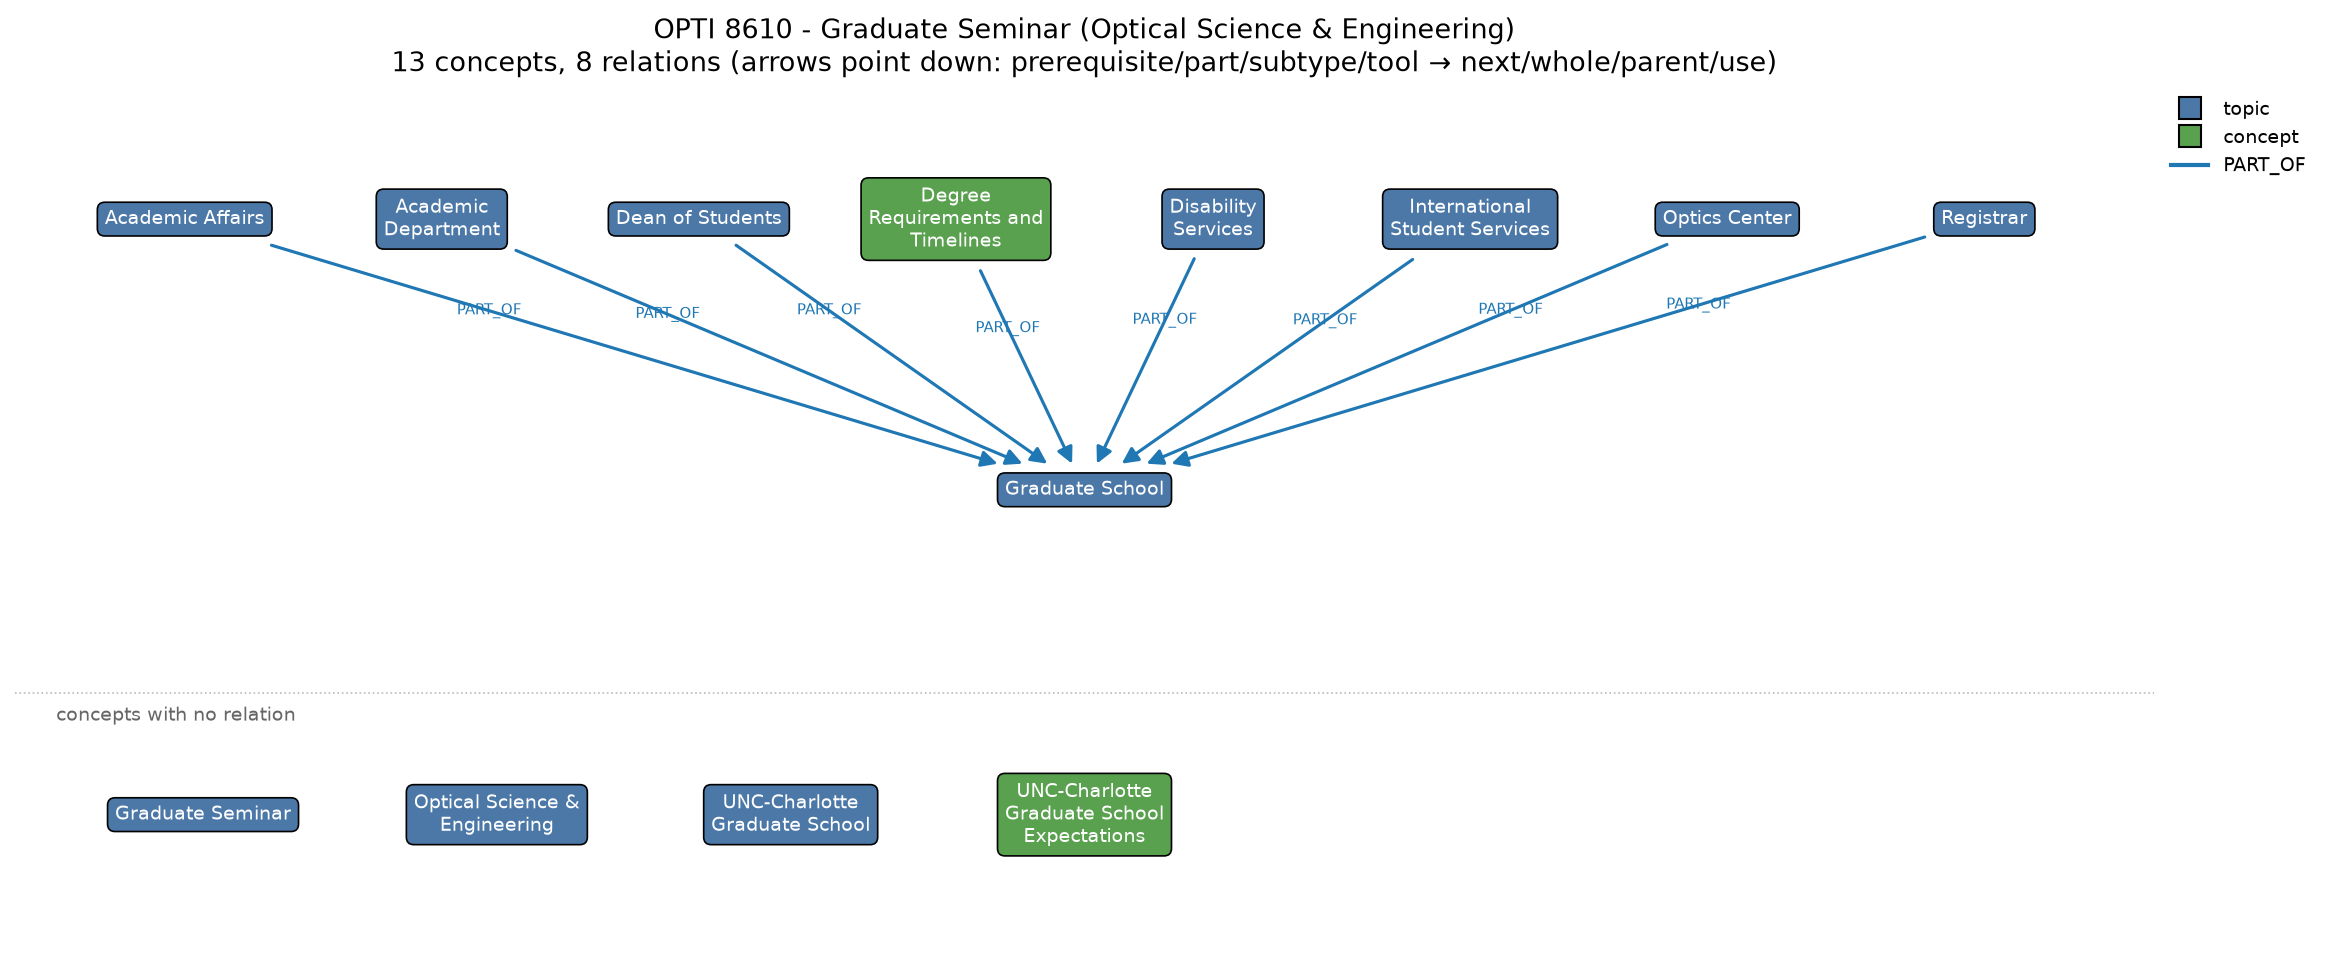 OPTI 8610 - Graduate Seminar (Optical Science & Engineering)
13 concepts, 8 relations (arrows point down: prerequisite/part/subtype/tool → next/whole/parent/use)
topic
concept
PART_OF
Academic Affairs
Academic
Department
Dean of Students
Degree
Requirements and
Timelines
Disability
Services
International
Student Services
Optics Center
Registrar
PART_OF
PART_OF
PART_OF
PART_OF
PART_OF
PART_OF
PART_OF
PART_OF
Graduate School
concepts with no relation
Graduate Seminar
Optical Science &
Engineering
UNC-Charlotte
Graduate School
UNC-Charlotte
Graduate School
Expectations